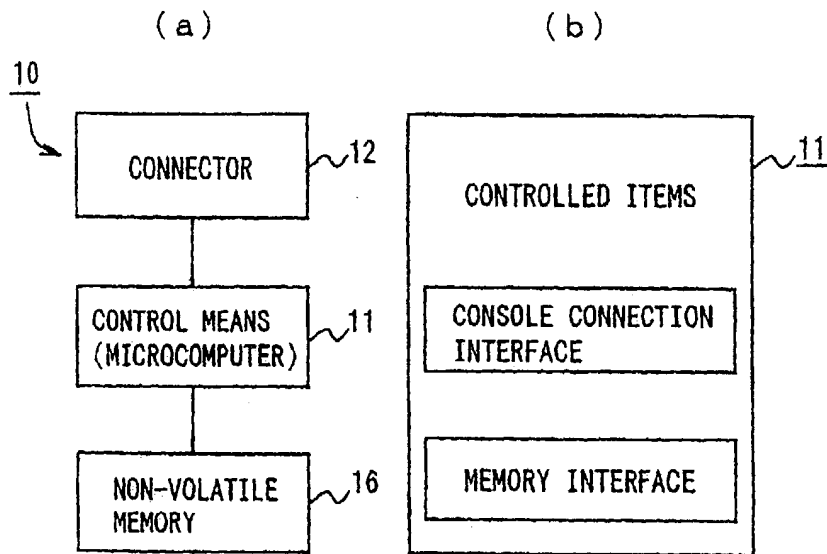 (a)
10
CONNECTOR
12
CONTROL MEANS
(MICROCOMPUTER)
11
NON-VOLATILE
MEMORY
16
(b)
11
CONTROLLED ITEMS
CONSOLE CONNECTION
INTERFACE
MEMORY INTERFACE